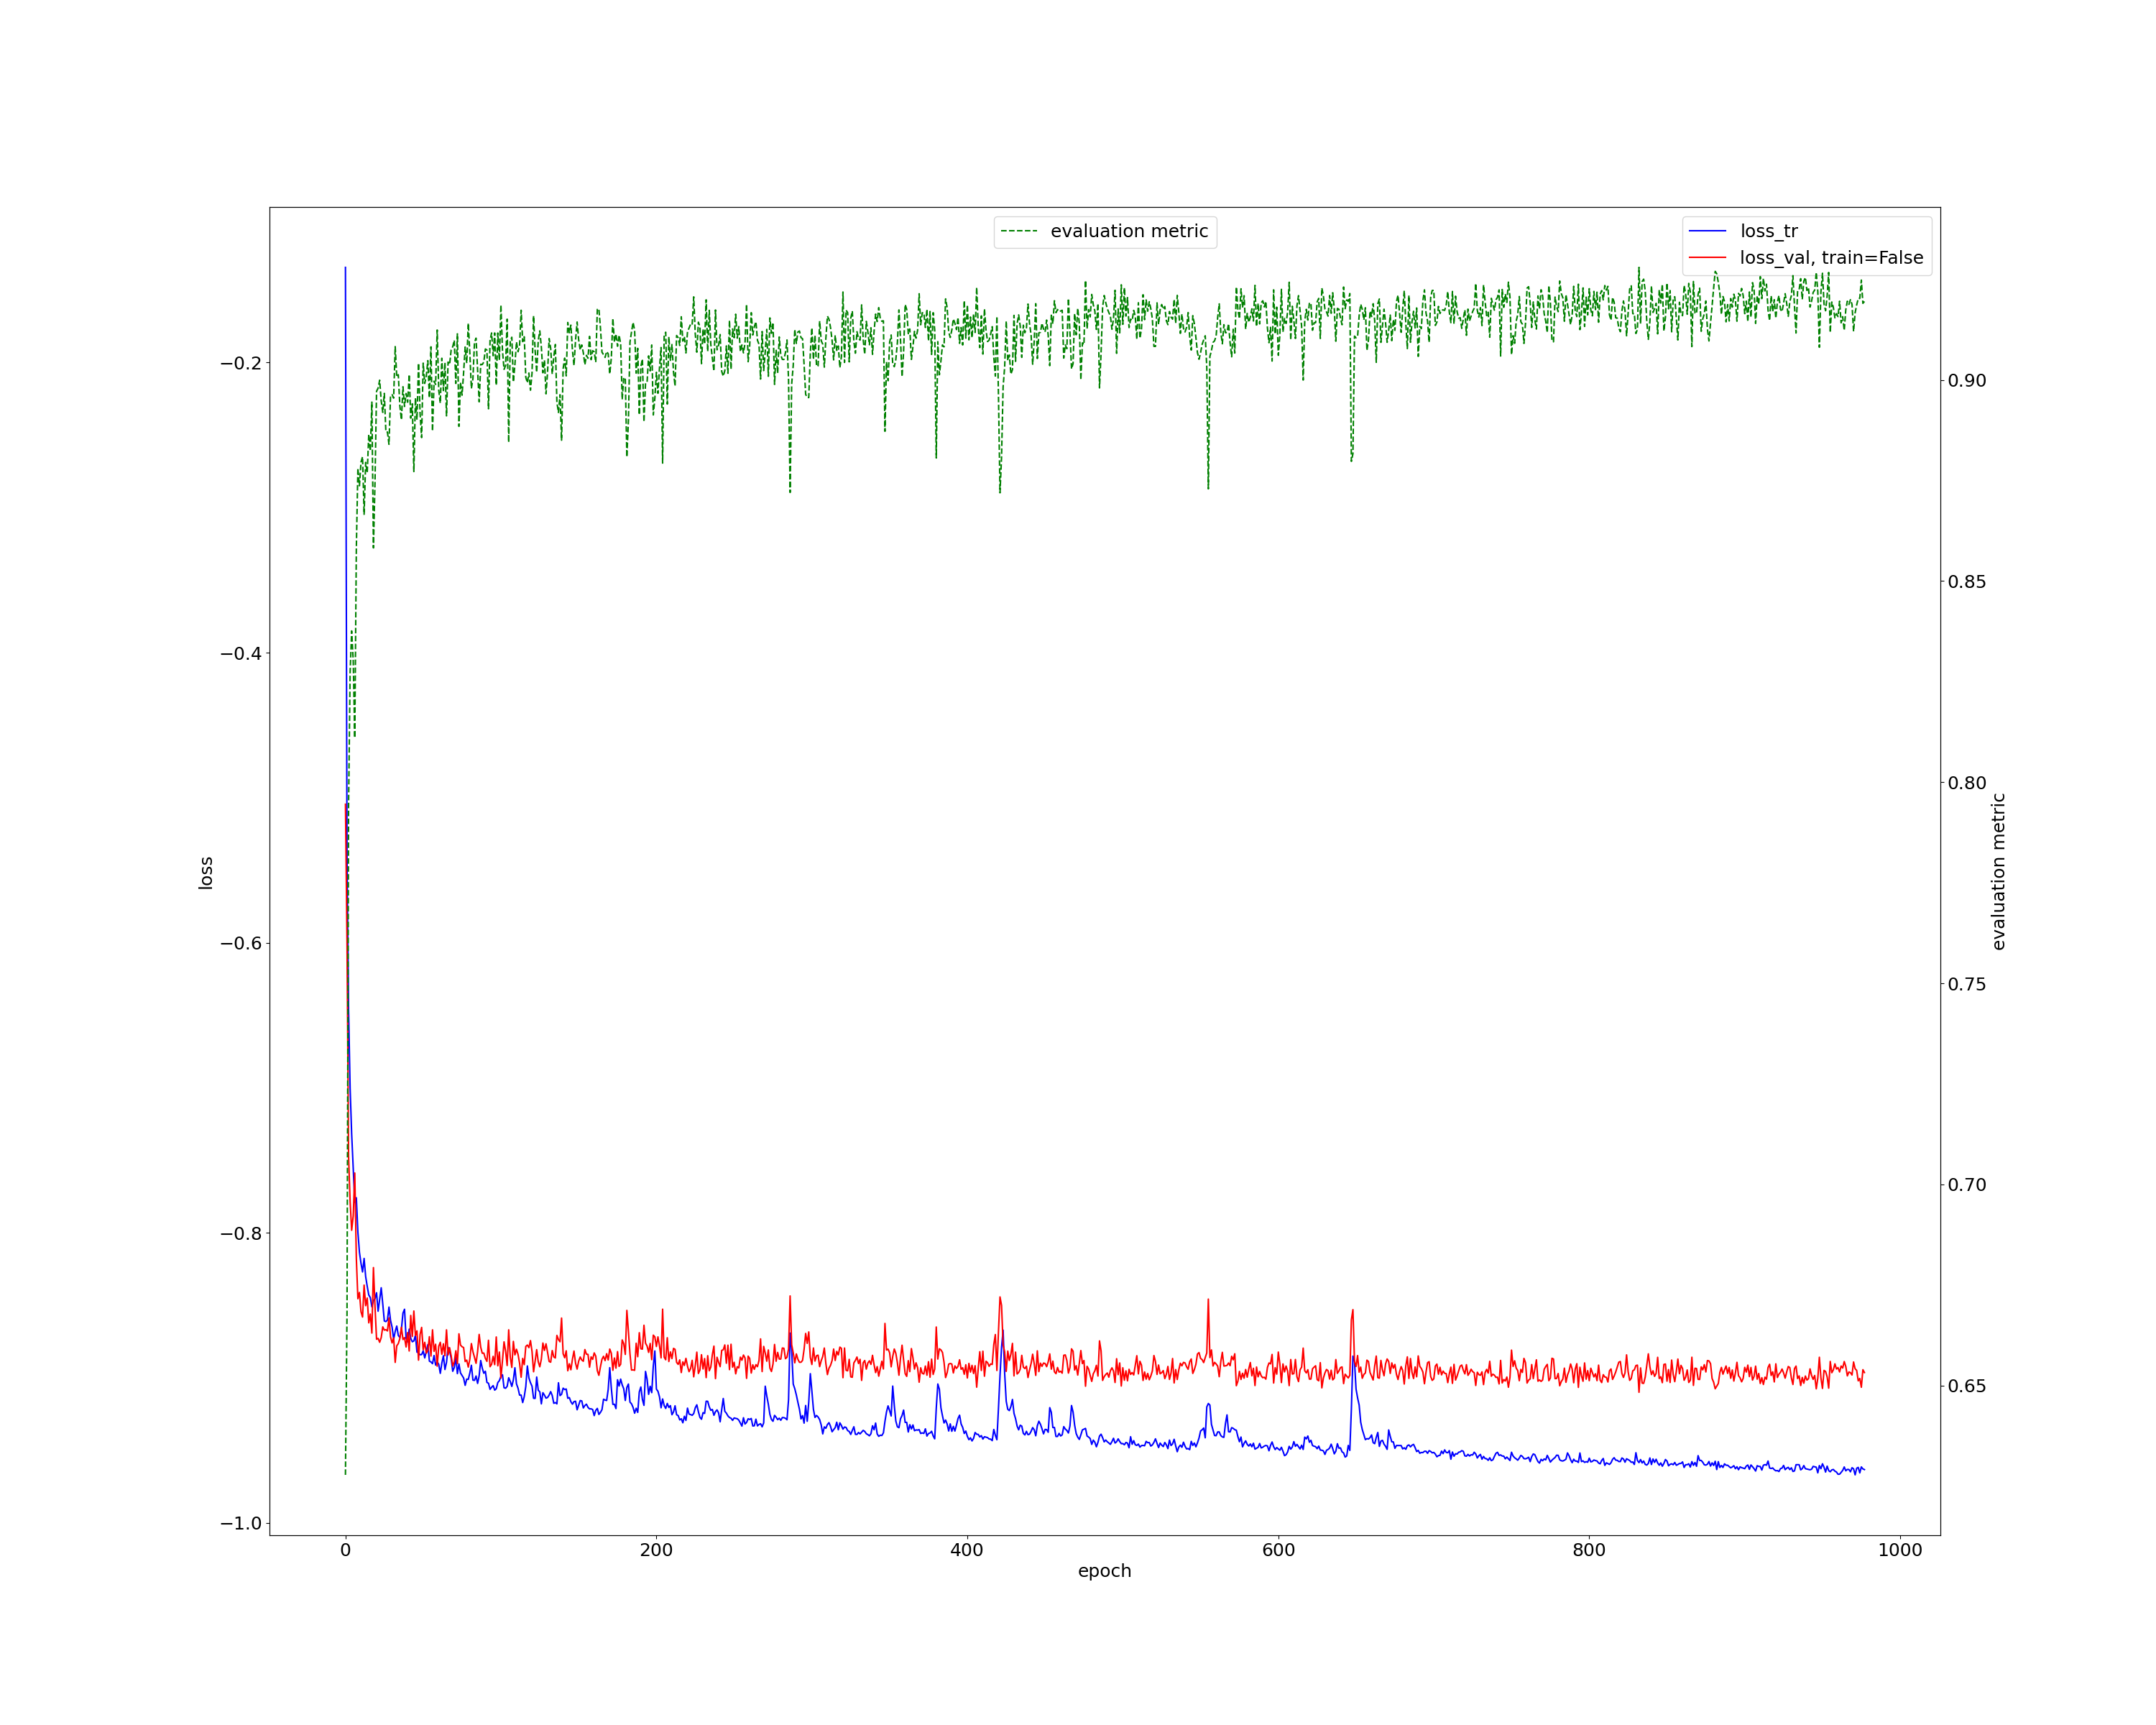 evaluation metric
loss_tr
loss_val, train=False
−0.2
−0.4
−0.6
−0.8
−1.0
loss
0.90
0.85
0.80
0.75
0.70
0.65
evaluation metric
0 200 400 600 800 1000
epoch